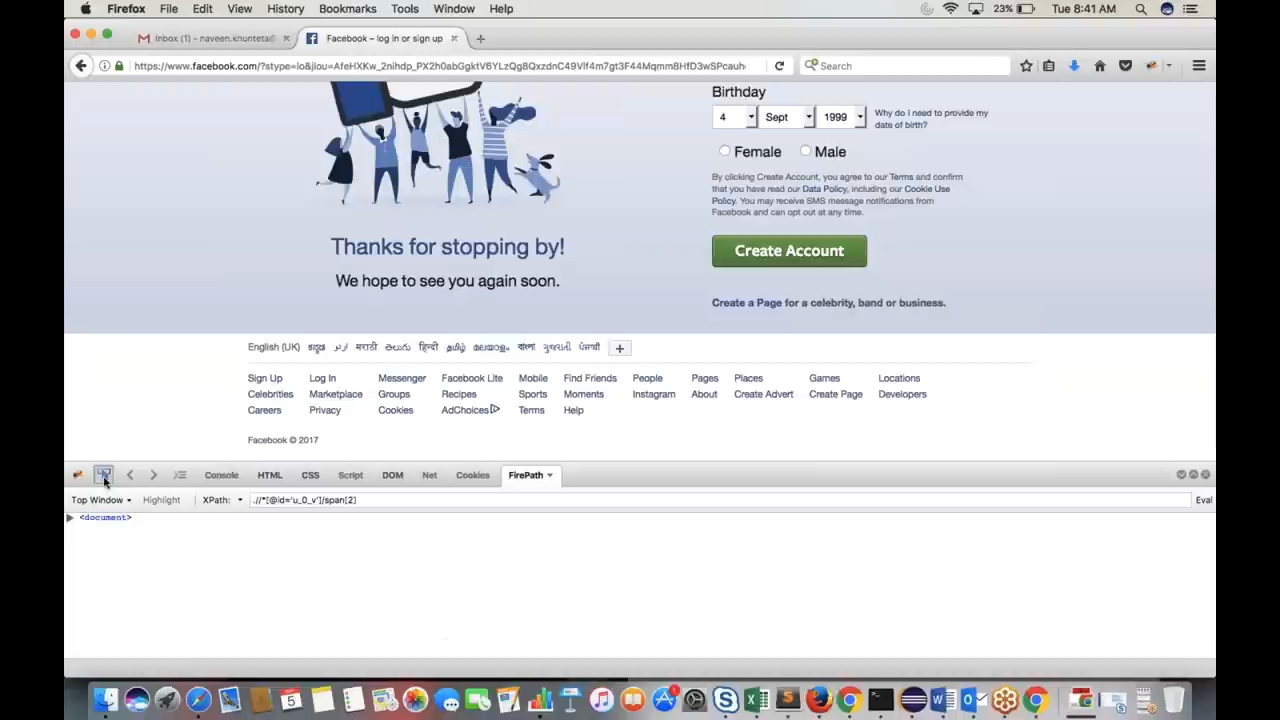 Firefox File Edit View History Bookmarks Tools Window Help 23% Tue 8:41 AM
Inbox (1) – naveen.khunteta@ Facebook – log in or sign up
Search
Birthday
4 Sept 1999 Why do I need to provide my
date of birth?
Female Male
By clicking Create Account, you agree to our Terms and confirm
that you have read our Data Policy, including our Cookie Use
Policy. You may receive SMS message notifications from
Facebook and can opt out at any time.
Thanks for stopping by!
Create Account
We hope to see you again soon.
Create a Page for a celebrity, band or business.
English (UK) ಕನ್ನಡ اردو मराठी తెలుగు हिन्दी தமிழ் മലയാളം বাংলা ગુજરાતી ਪੰਜਾਬੀ +
Sign Up Log In Messenger Facebook Lite Mobile Find Friends People Pages Places Games Locations
Celebrities Marketplace Groups Recipes Sports Moments Instagram About Create Advert Create Page Developers
Careers Privacy Cookies AdChoices Terms Help
Facebook © 2017
Console HTML CSS Script DOM Net Cookies FirePath
Top Window Highlight XPath: .//*[@id='u_0_v']/span[2] Eval
<document>
5